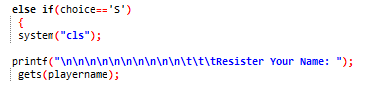 else if(choice=='S')
{
system("cls");
printf("\n\n\n\n\n\n\n\n\n\n\t\t\tResister Your Name: ");
gets(playername);